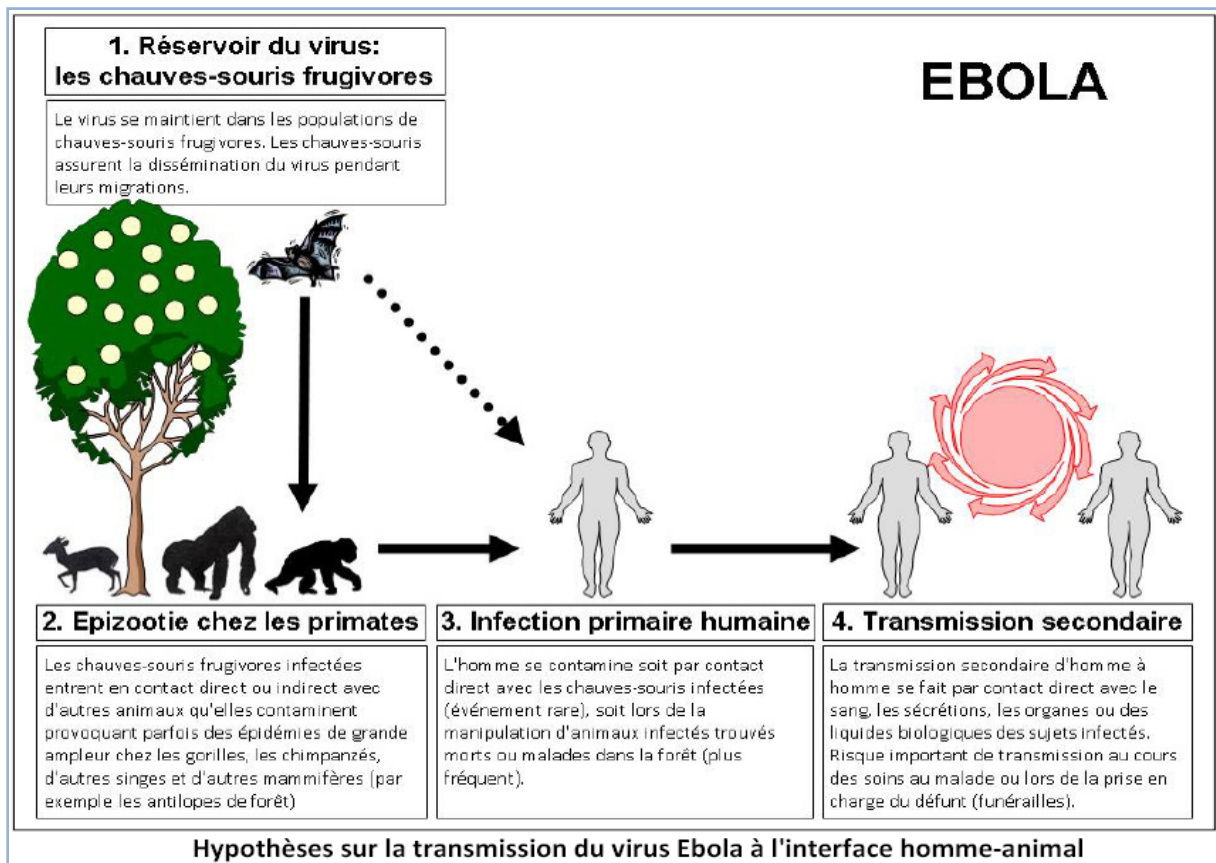 1. Réservoir du virus:
les chauves-souris frugivores
EBOLA
Le virus se maintient dans les populations de
chauves-souris frugivores. Les chauves-souris
assurent la dissémination du virus pendant
leurs migrations.
2. Epizootie chez les primates
Les chauves-souris frugivores infectées
entrent en contact direct ou indirect avec
d'autres animaux qu'elles contaminent
provoquant parfois des épidémies de grande
ampleur chez les gorilles, les chimpanzés,
d'autres singes et d'autres mammifères (par
exemple les antilopes de forêt)
3. Infection primaire humaine
L'homme se contamine soit par contact
direct avec les chauves-souris infectées
(événement rare), soit lors de la
manipulation d'animaux infectés trouvés
morts ou malades dans la forêt (plus
fréquent).
4. Transmission secondaire
La transmission secondaire d'homme à
homme se fait par contact direct avec le
sang, les sécrétions, les organes ou des
liquides biologiques des sujets infectés.
Risque important de transmission au cours
des soins au malade ou lors de la prise en
charge du défunt (funérailles).
Hypothèses sur la transmission du virus Ebola à l'interface homme-animal